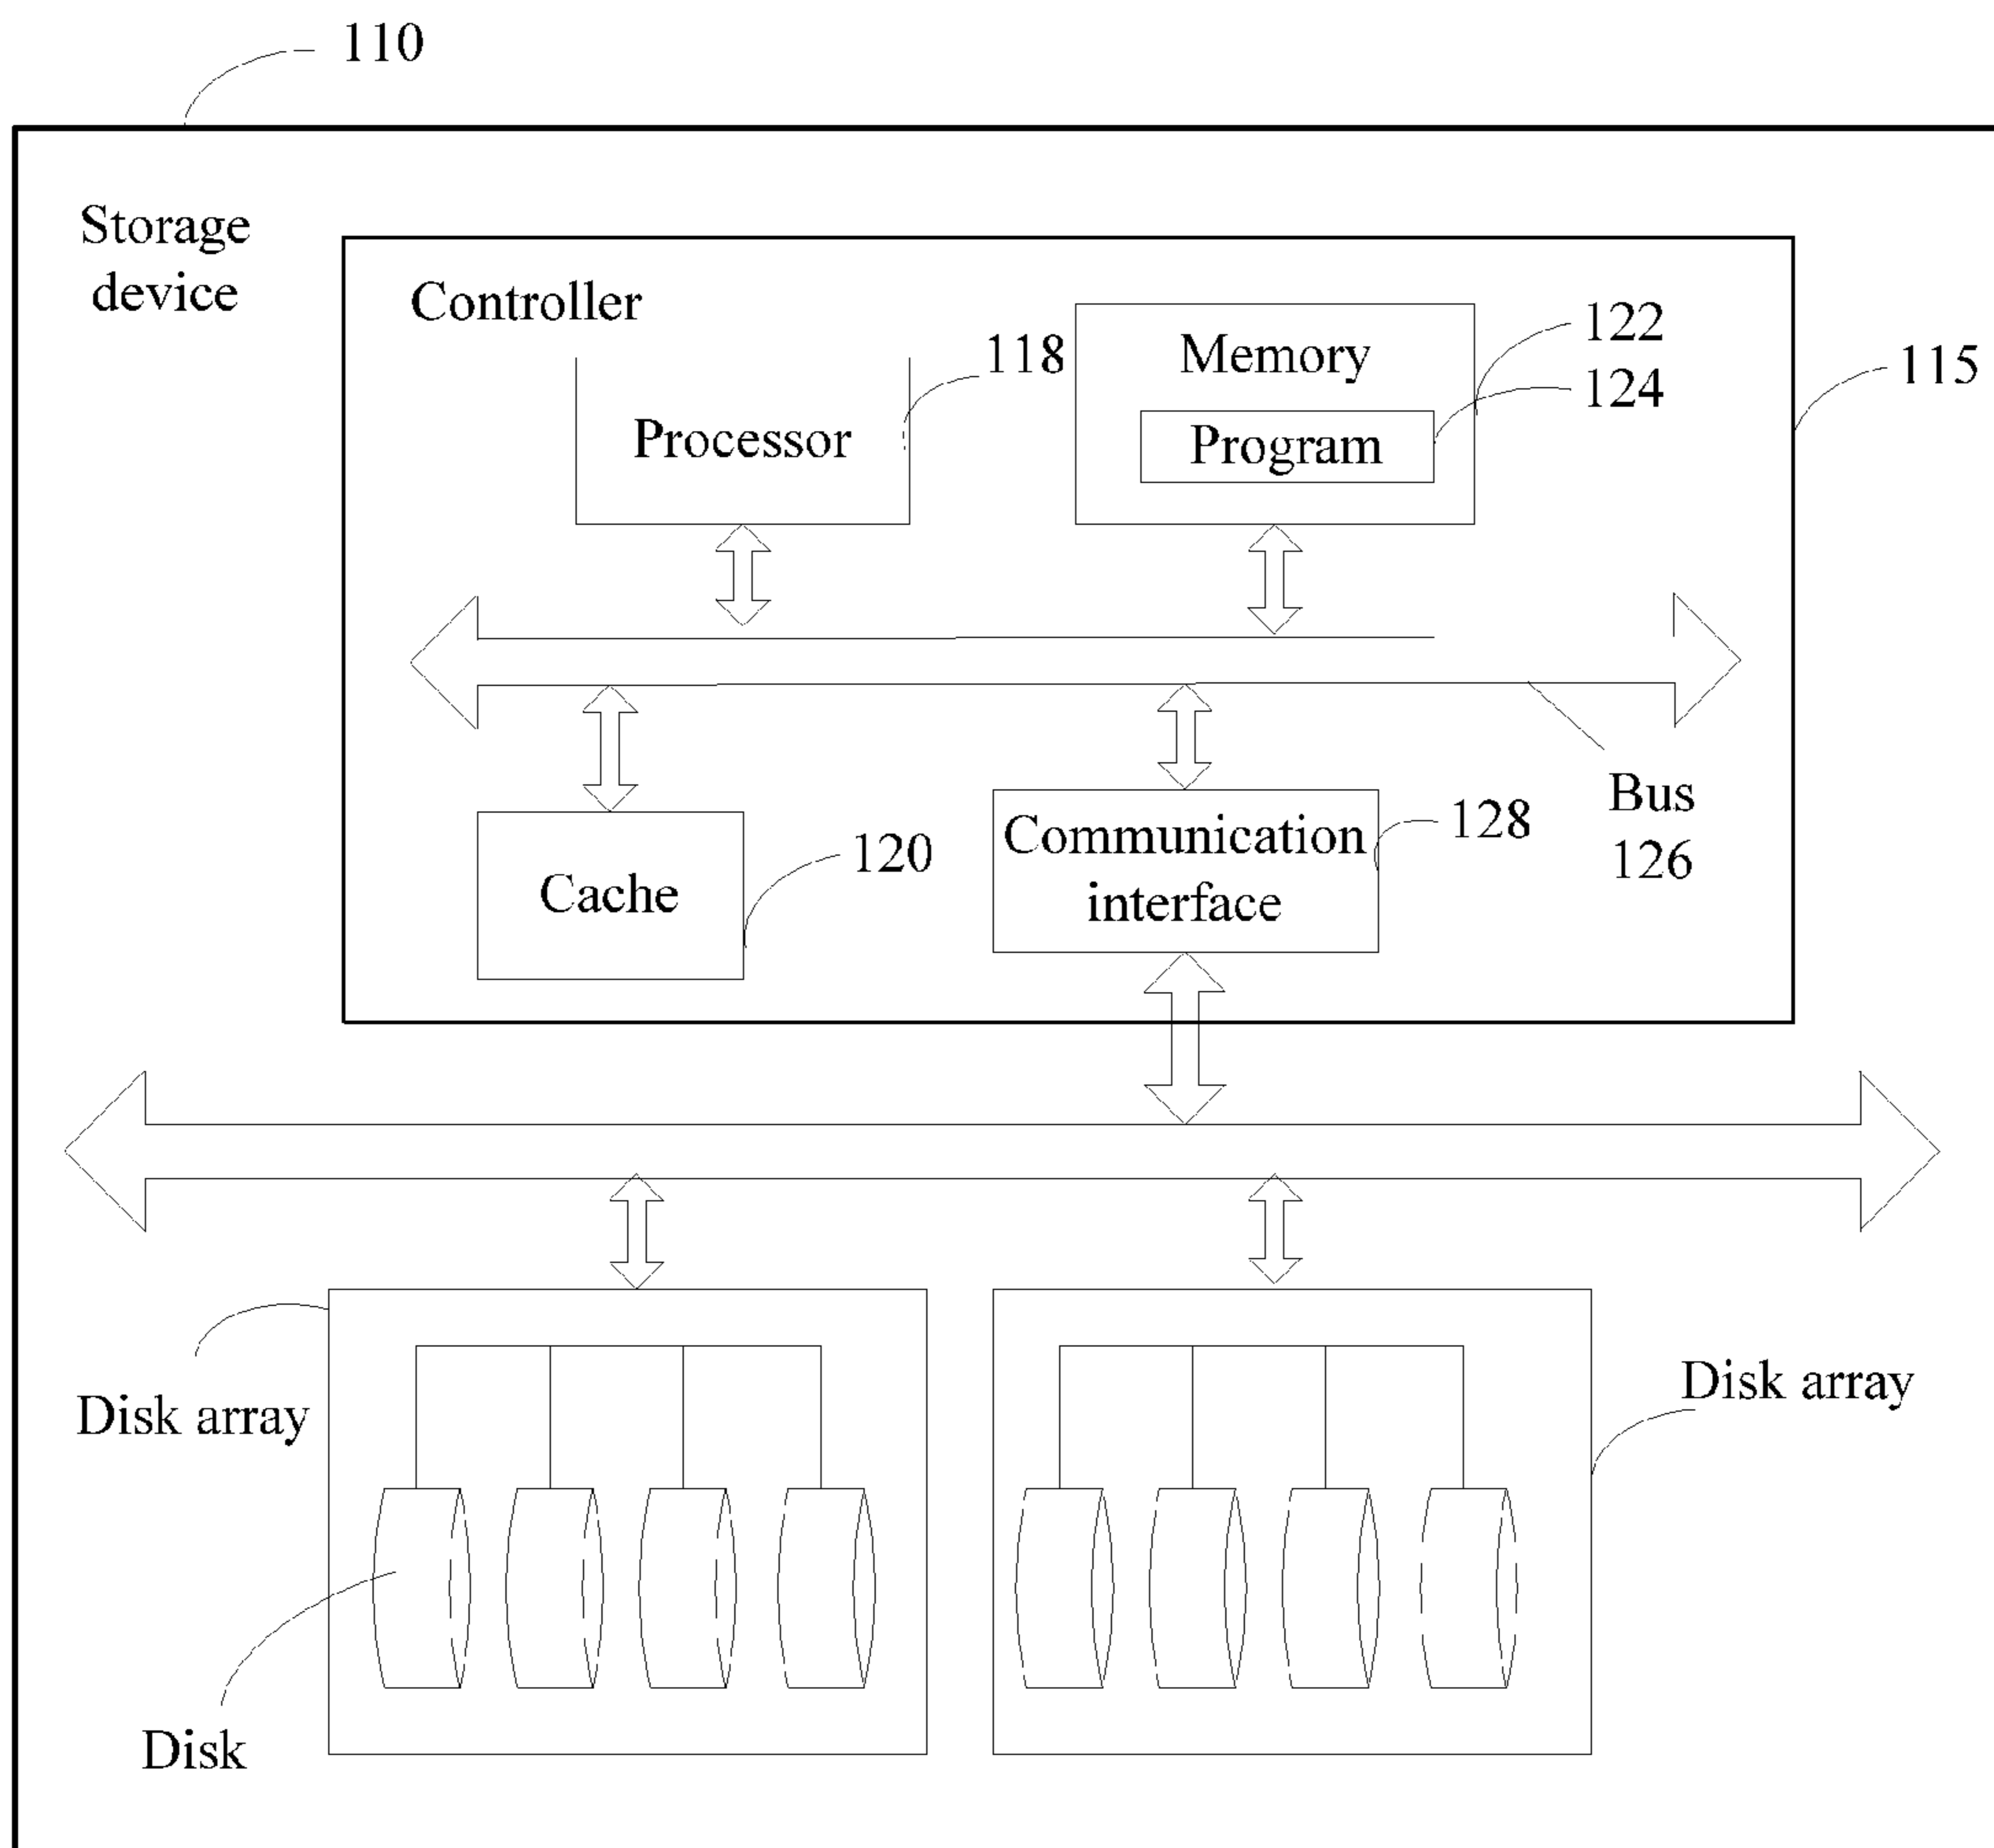 110
Storage
device
Controller
118
Processor
Memory
Program
122
124
115
Bus
126
Cache
120
Communication
interface
128
Disk array
Disk array
Disk